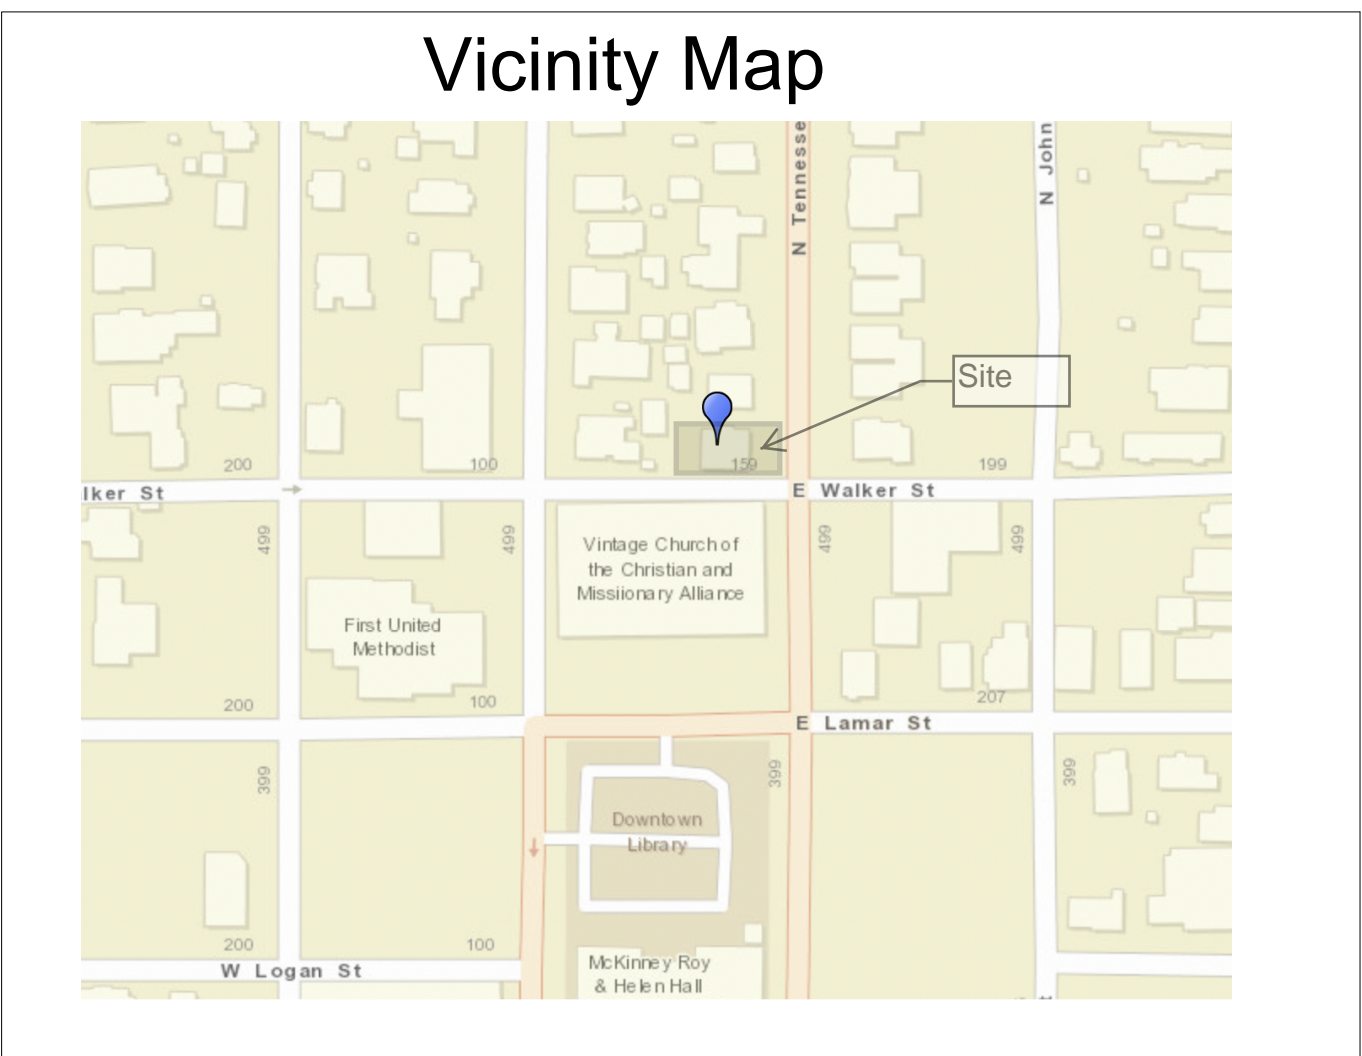 Vicinity Map
N Tennesse
N John
Site
200
100
159
199
lker St
E Walker St
499
499
499
499
Vintage Church of
the Christian and
Missiionary Alliance
First United
Methodist
200
100
207
E Lamar St
399
399
399
Downtown
Library
200
100
W Logan St
McKinney Roy
& Helen Hall